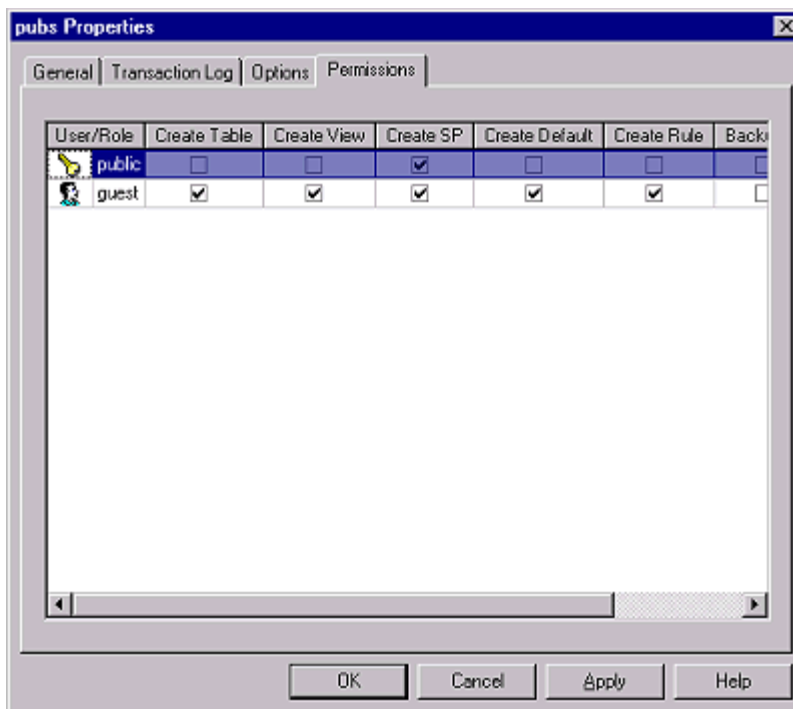 pubs Properties
General Transaction Log Options Permissions
User/Role Create Table Create View Create SP Create Default Create Rule
public
guest
OK Cancel Apply Help